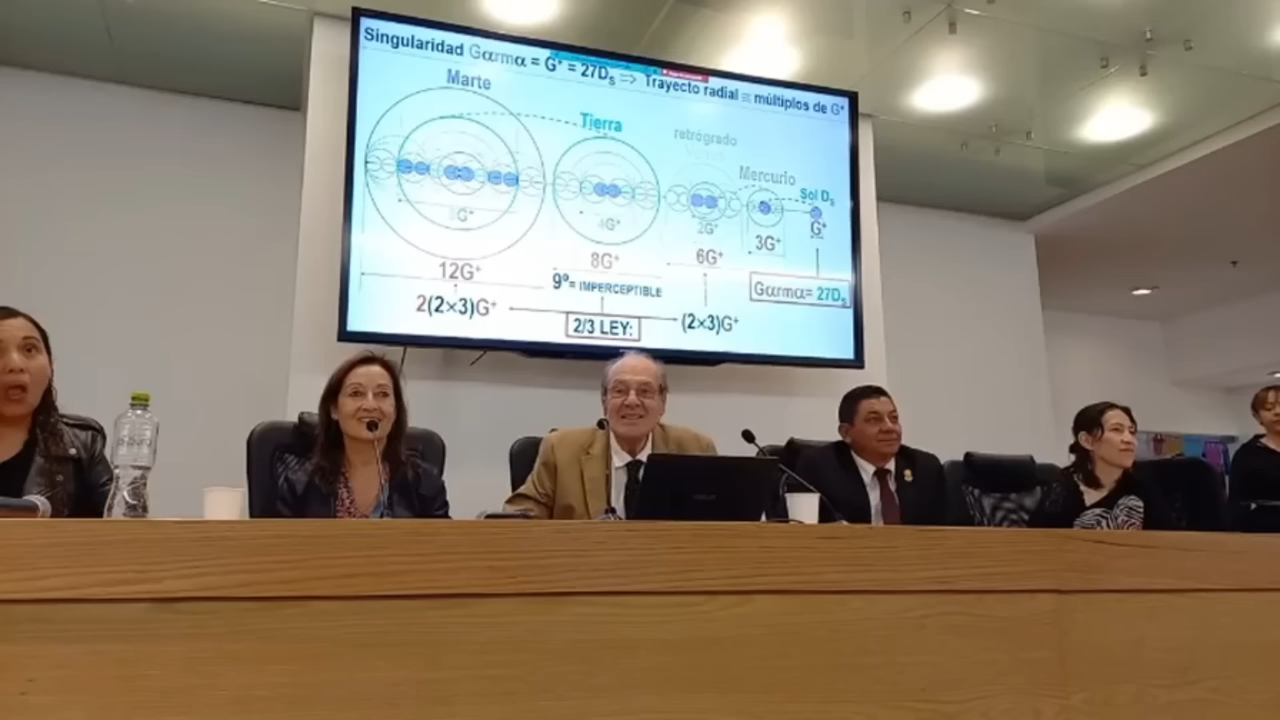 Singularidad Gαrmα = G⁺ = 27Dₛ => Trayecto radial ≡ múltiplos de G⁺
Marte
Tierra
retrógrado
Mercurio
Sol Dₛ
4G⁺
2G⁺
G⁺
12G⁺
8G⁺
6G⁺
3G⁺
9º= IMPERCEPTIBLE
Gαrmα= 27Dₛ
2(2×3)G⁺
2/3 LEY:
(2×3)G⁺